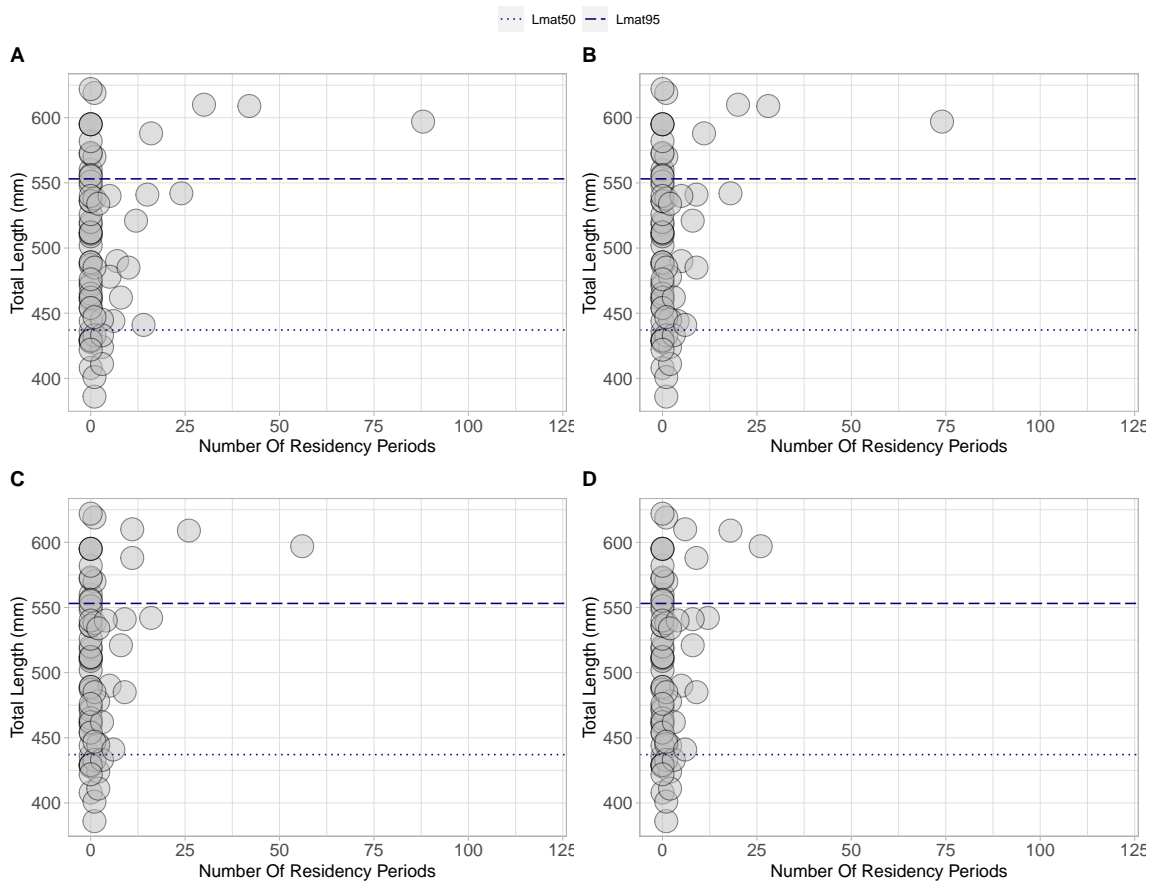 Lmat50 Lmat95
A
B
600
550
500
450
400
Total Length (mm)
0 25 50 75 100 125
Number Of Residency Periods
600
550
500
450
400
Total Length (mm)
0 25 50 75 100 125
Number Of Residency Periods
C
D
600
550
500
450
400
Total Length (mm)
0 25 50 75 100 125
Number Of Residency Periods
600
550
500
450
400
Total Length (mm)
0 25 50 75 100 125
Number Of Residency Periods